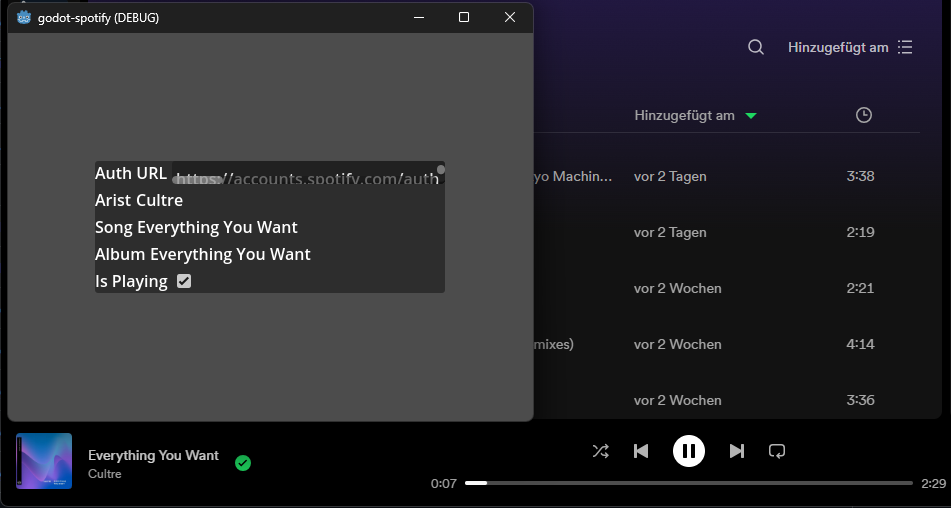 godot-spotify (DEBUG)
Auth URL https://accounts.spotify.com/auth
Arist Cultre
Song Everything You Want
Album Everything You Want
Is Playing
Hinzugefügt am
Hinzugefügt am
yo Machin... vor 2 Tagen 3:38
vor 2 Tagen 2:19
vor 2 Wochen 2:21
mixes) vor 2 Wochen 4:14
vor 2 Wochen 3:36
Everything You Want
Cultre
0:07 2:29